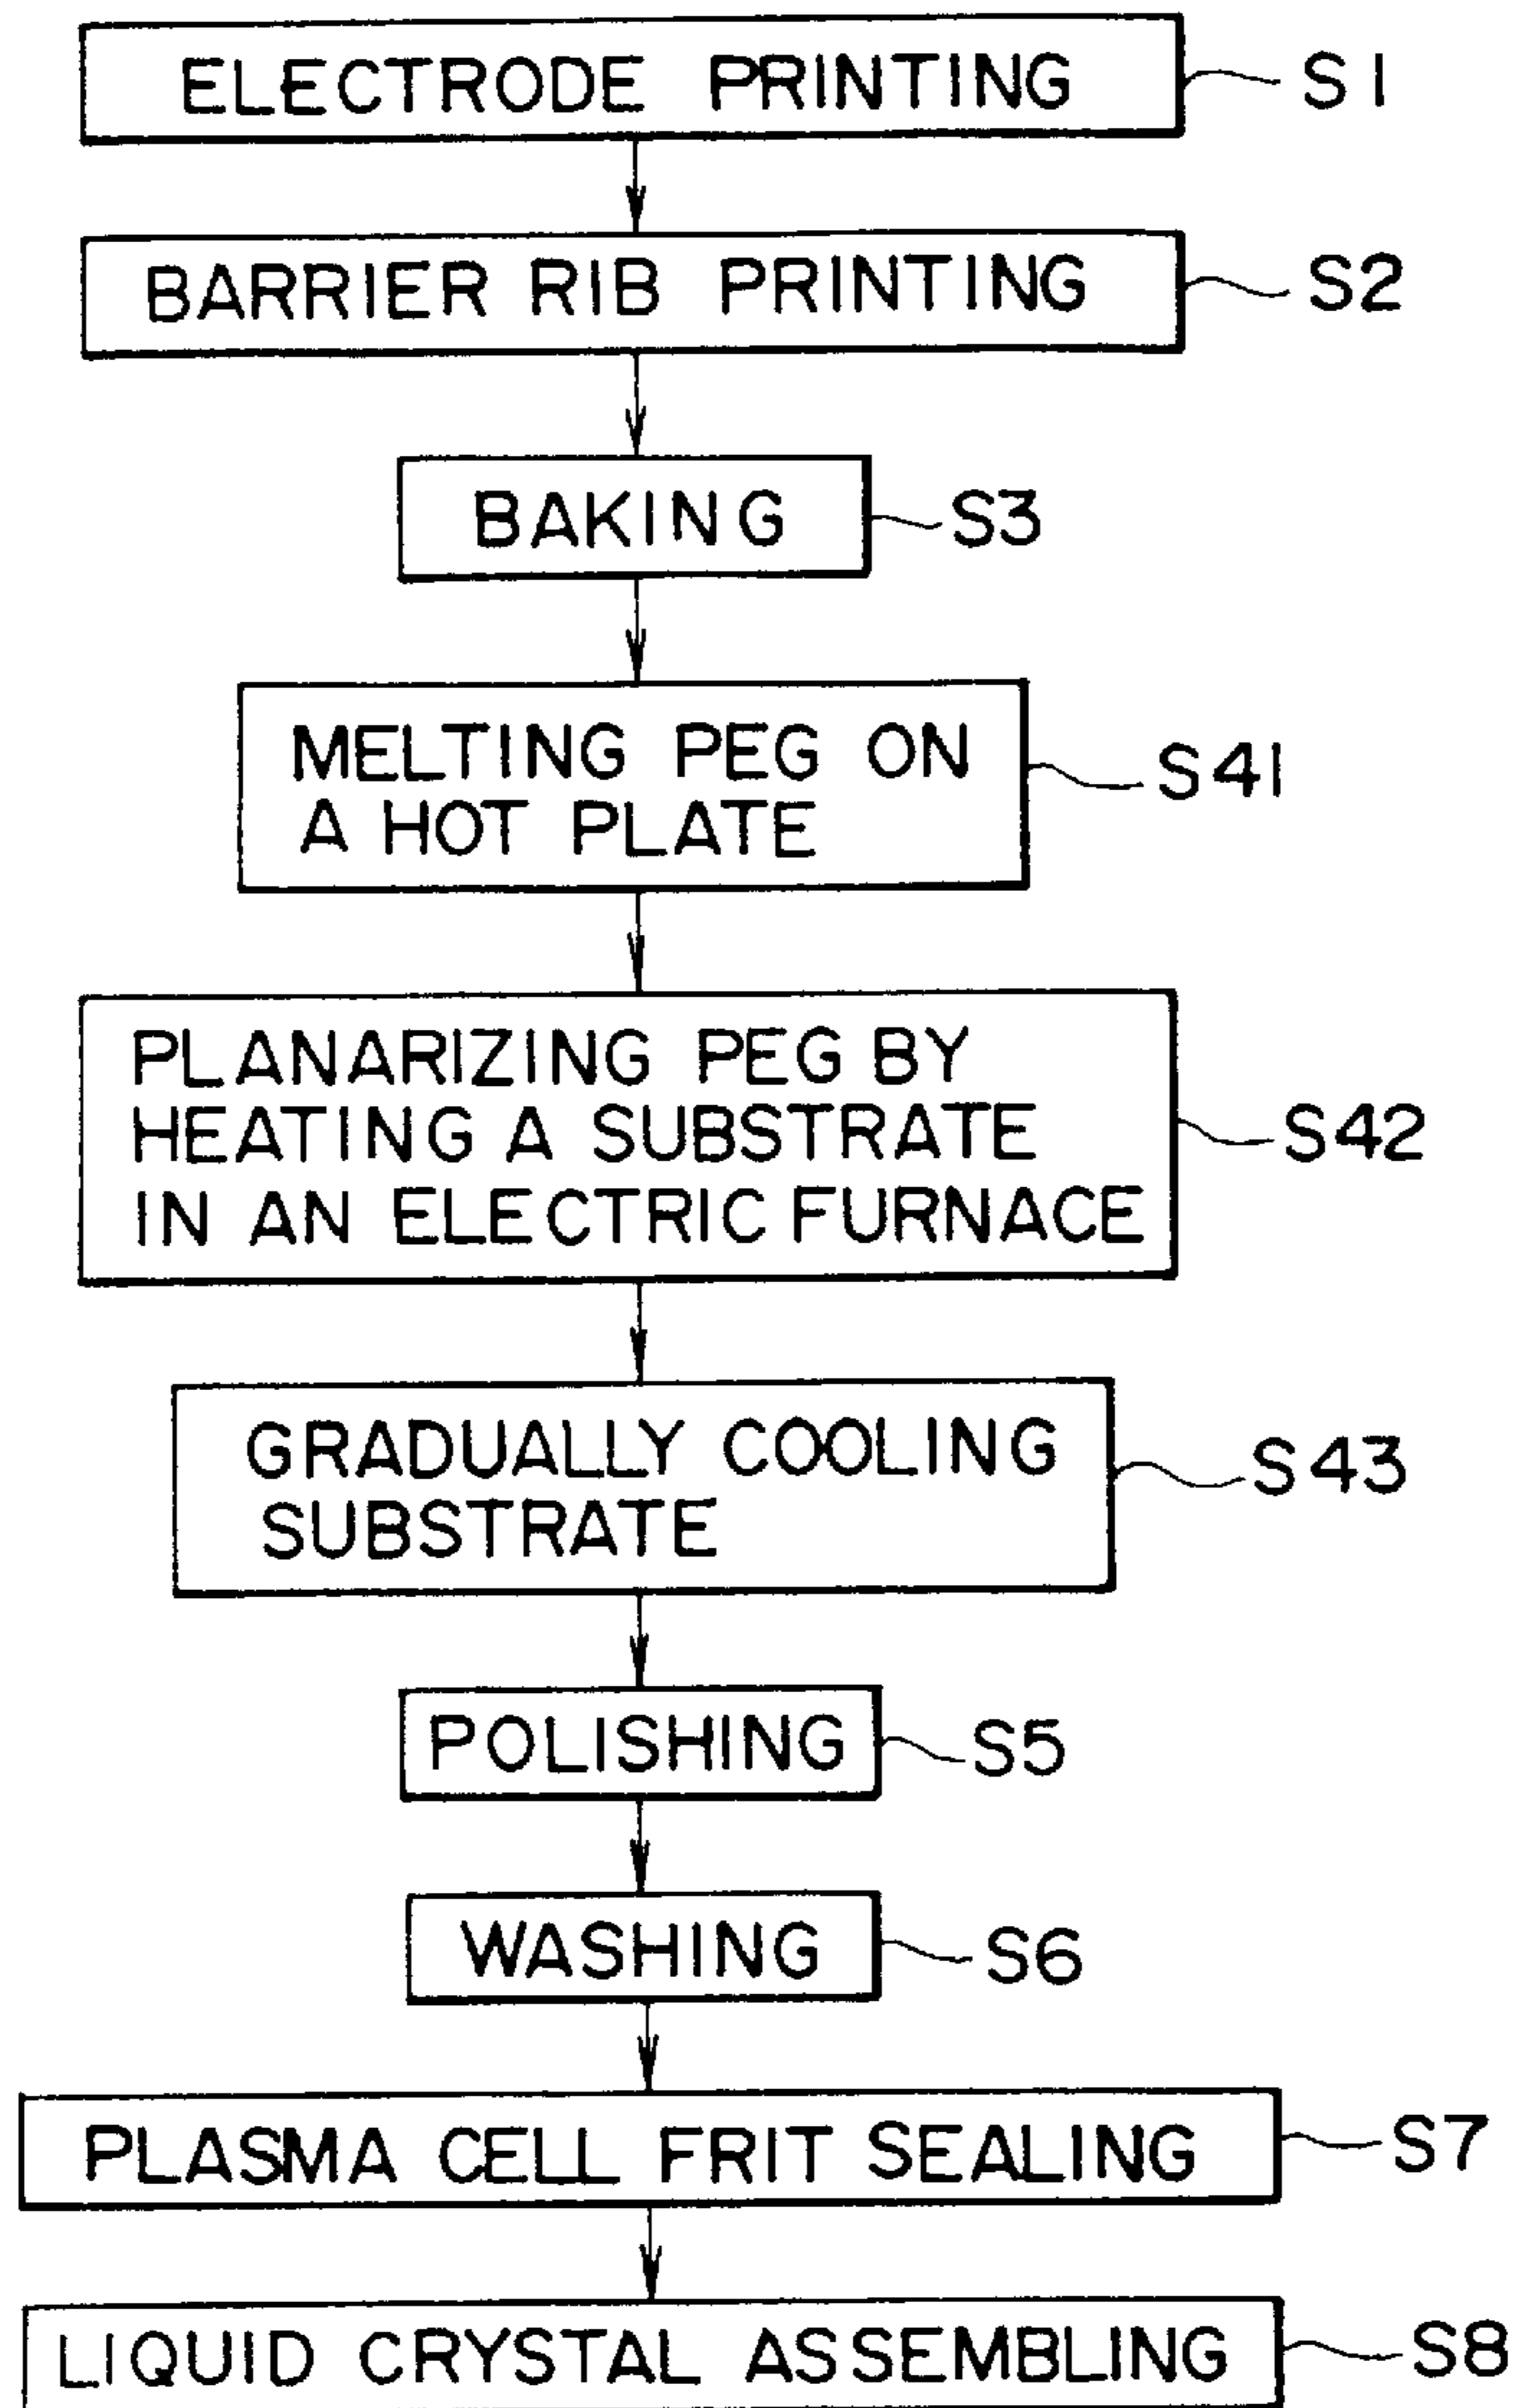 ELECTRODE PRINTING S1
BARRIER RIB PRINTING S2
BAKING S3
MELTING PEG ON
A HOT PLATE
S41
PLANARIZING PEG BY
HEATING A SUBSTRATE
IN AN ELECTRIC FURNACE
S42
GRADUALLY COOLING
SUBSTRATE
S43
POLISHING S5
WASHING S6
PLASMA CELL FRIT SEALING S7
LIQUID CRYSTAL ASSEMBLING S8